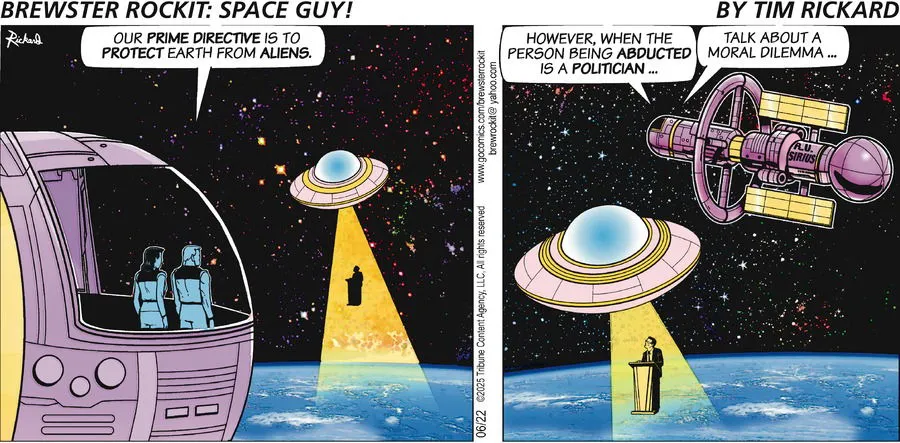 BREWSTER ROCKIT: SPACE GUY!
BY TIM RICKARD
Rickard
OUR PRIME DIRECTIVE IS TO
PROTECT EARTH FROM ALIENS.
www.gocomics.com/brewsterrockit
brewrockit@yahoo.com
06/22 ©2025 Tribune Content Agency, LLC. All rights reserved
HOWEVER, WHEN THE
PERSON BEING ABDUCTED
IS A POLITICIAN ...
TALK ABOUT A
MORAL DILEMMA ...
R.U.
SIRIUS